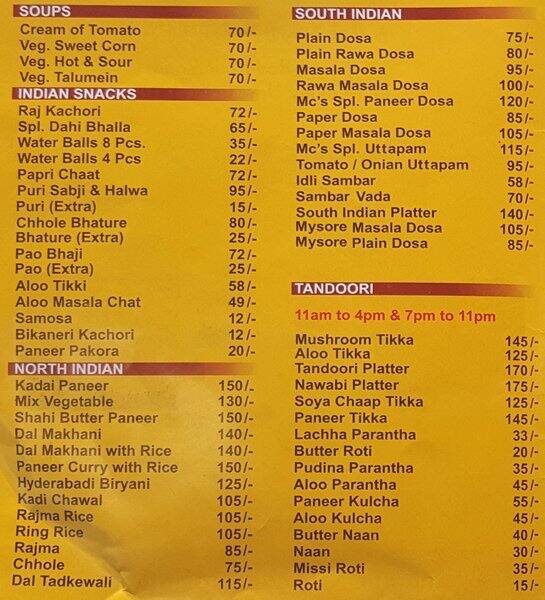 SOUPS
Cream of Tomato 70/-
Veg. Sweet Corn 70/-
Veg. Hot & Sour 70/-
Veg. Talumein 70/-
INDIAN SNACKS
Raj Kachori 72/-
Spl. Dahi Bhalla 65/-
Water Balls 8 Pcs. 35/-
Water Balls 4 Pcs 22/-
Papri Chaat 72/-
Puri Sabji & Halwa 95/-
Puri (Extra) 15/-
Chhole Bhature 80/-
Bhature (Extra) 25/-
Pao Bhaji 72/-
Pao (Extra) 25/-
Aloo Tikki 58/-
Aloo Masala Chat 49/-
Samosa 12/-
Bikaneri Kachori 12/-
Paneer Pakora 20/-
NORTH INDIAN
Kadai Paneer 150/-
Mix Vegetable 130/-
Shahi Butter Paneer 150/-
Dal Makhani 140/-
Dal Makhani with Rice 140/-
Paneer Curry with Rice 150/-
Hyderabadi Biryani 125/-
Kadi Chawal 105/-
Rajma Rice 105/-
Ring Rice 105/-
Rajma 85/-
Chhole 75/-
Dal Tadkewali 115/-
SOUTH INDIAN
Plain Dosa 75/-
Plain Rawa Dosa 80/-
Masala Dosa 95/-
Rawa Masala Dosa 100/-
Mc's Spl. Paneer Dosa 120/-
Paper Dosa 85/-
Paper Masala Dosa 105/-
Mc's Spl. Uttapam 115/-
Tomato / Onian Uttapam 95/-
Idli Sambar 58/-
Sambar Vada 70/-
South Indian Platter 140/-
Mysore Masala Dosa 105/-
Mysore Plain Dosa 85/-
TANDOORI
11am to 4pm & 7pm to 11pm
Mushroom Tikka 145/-
Aloo Tikka 125/-
Tandoori Platter 170/-
Nawabi Platter 175/-
Soya Chaap Tikka 125/-
Paneer Tikka 145/-
Lachha Parantha 33/-
Butter Roti 20/-
Pudina Parantha 35/-
Aloo Parantha 45/-
Paneer Kulcha 55/-
Aloo Kulcha 45/-
Butter Naan 40/-
Naan 30/-
Missi Roti 35/-
Roti 15/-